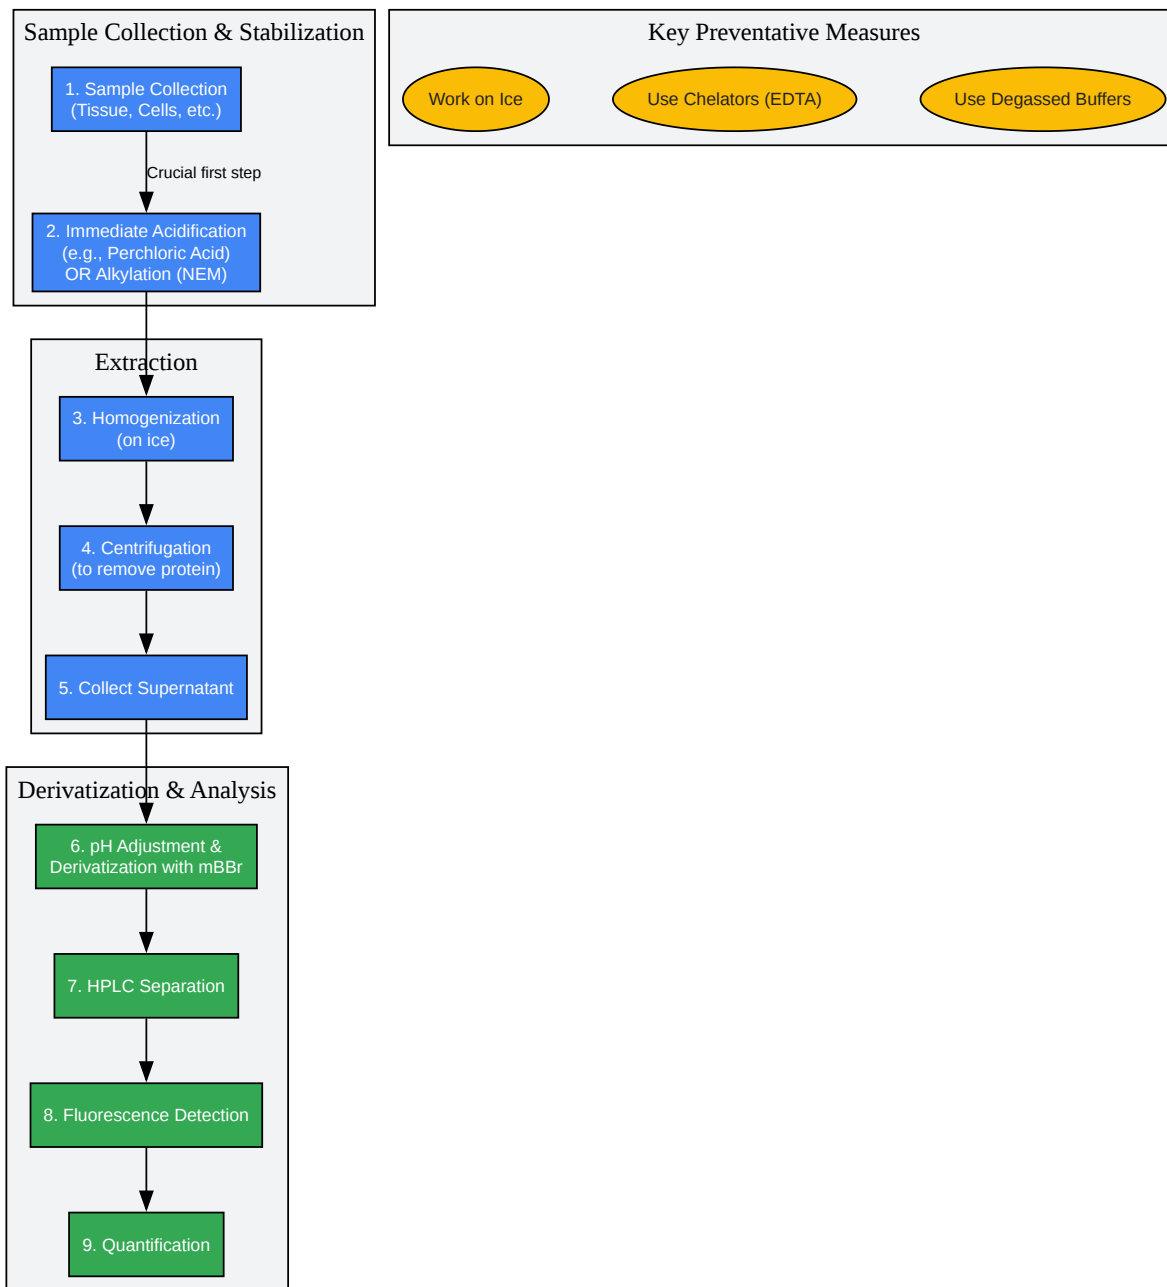 Sample Collection & Stabilization
1. Sample Collection
(Tissue, Cells, etc.)
Crucial first step
2. Immediate Acidification
(e.g., Perchloric Acid)
OR Alkylation (NEM)
Key Preventative Measures
Work on Ice
Use Chelators (EDTA)
Use Degassed Buffers
Extraction
3. Homogenization
(on ice)
4. Centrifugation
(to remove protein)
5. Collect Supernatant
Derivatization & Analysis
6. pH Adjustment &
Derivatization with mBBr
7. HPLC Separation
8. Fluorescence Detection
9. Quantification